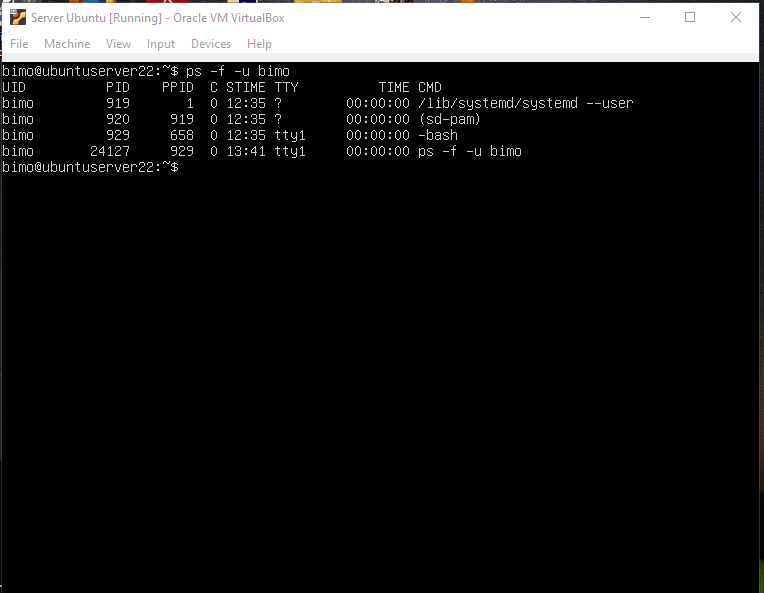 Server Ubuntu [Running] - Oracle VM VirtualBox
File Machine View Input Devices Help
bimo@ubuntuserver22:~$ ps -f -u bimo
UID PID PPID C STIME TTY TIME CMD
bimo 919 1 0 12:35 ? 00:00:00 /lib/systemd/systemd --user
bimo 920 919 0 12:35 ? 00:00:00 (sd-pam)
bimo 929 658 0 12:35 tty1 00:00:00 -bash
bimo 24127 929 0 13:41 tty1 00:00:00 ps -f -u bimo
bimo@ubuntuserver22:~$